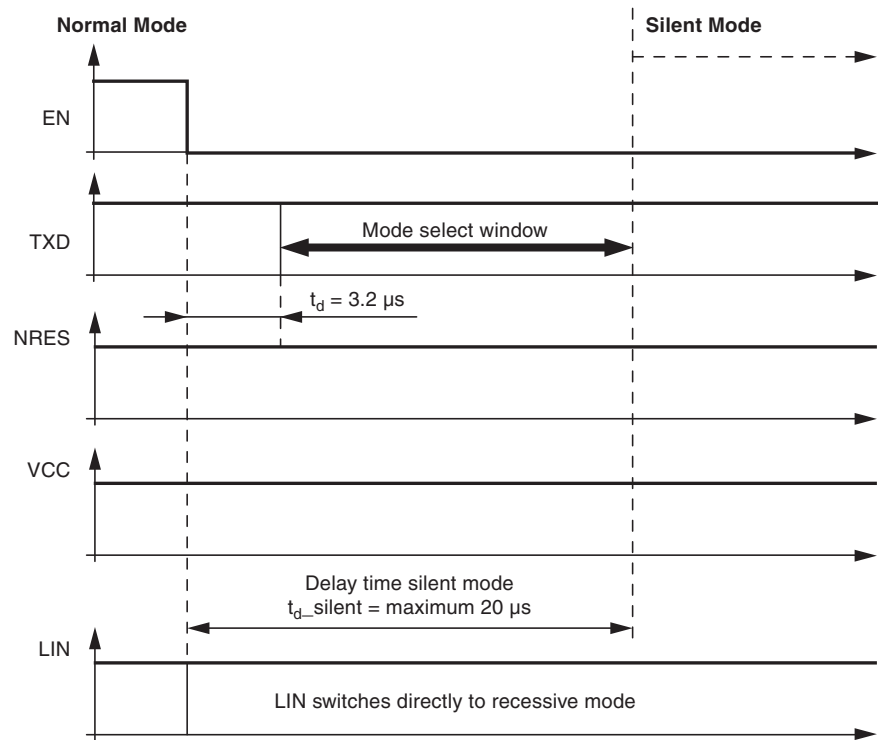 Normal Mode
Silent Mode
EN
TXD
Mode select window
t_d = 3.2 µs
NRES
VCC
Delay time silent mode
t_d_silent = maximum 20 µs
LIN
LIN switches directly to recessive mode